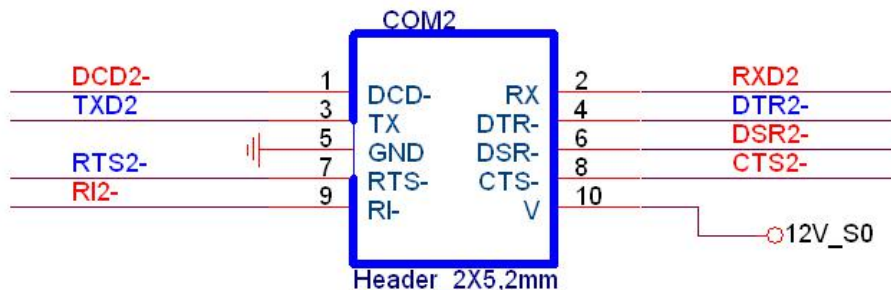 COM2
DCD2- 1 DCD- RX 2 RXD2
TXD2 3 TX DTR- 4 DTR2-
5 GND DSR- 6 DSR2-
RTS2- 7 RTS- CTS- 8 CTS2-
RI2- 9 RI- V 10
12V_S0
Header 2X5,2mm